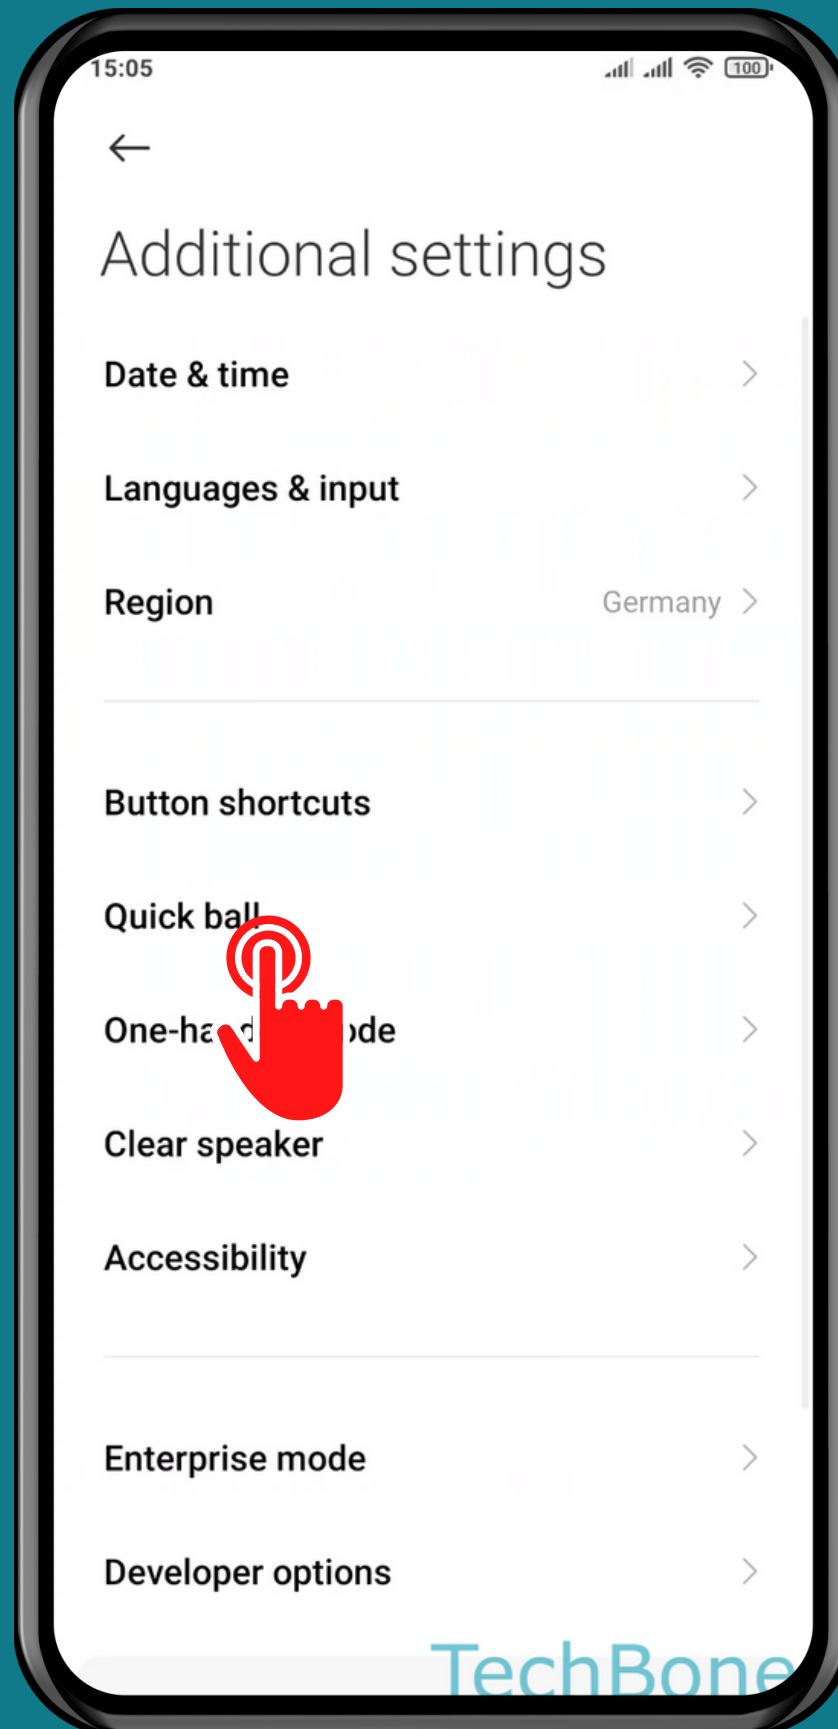 15:05 100
Additional settings
Date & time
Languages & input
Region Germany
Button shortcuts
Quick ball
Clear speaker
Accessibility
Enterprise mode
Developer options
TechBone